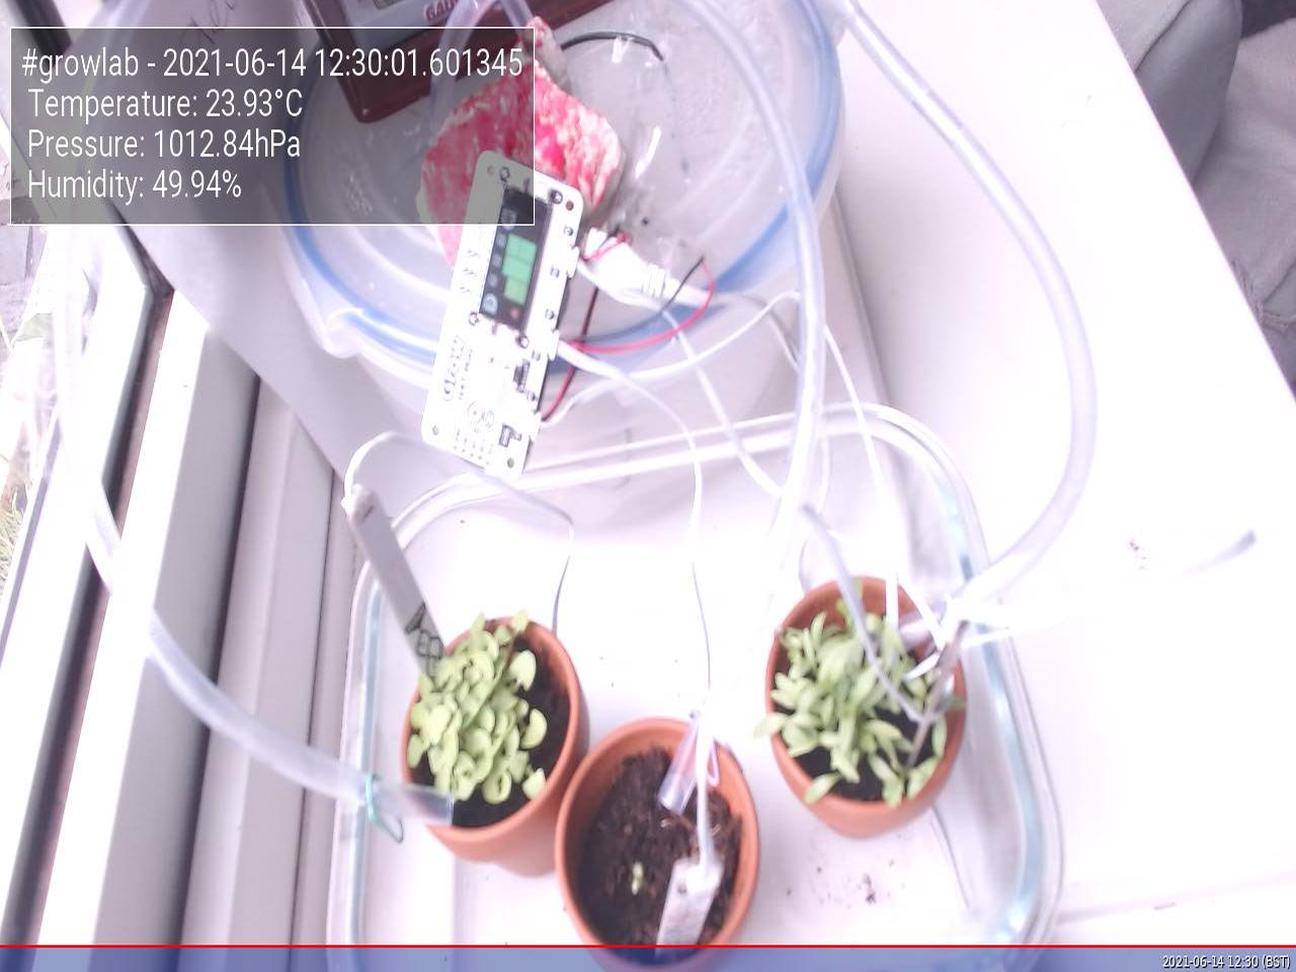 #growlab - 2021-06-14 12:30:01.601345
Temperature: 23.93°C
Pressure: 1012.84hPa
Humidity: 49.94%
2021-06-14 12:30 (BST)